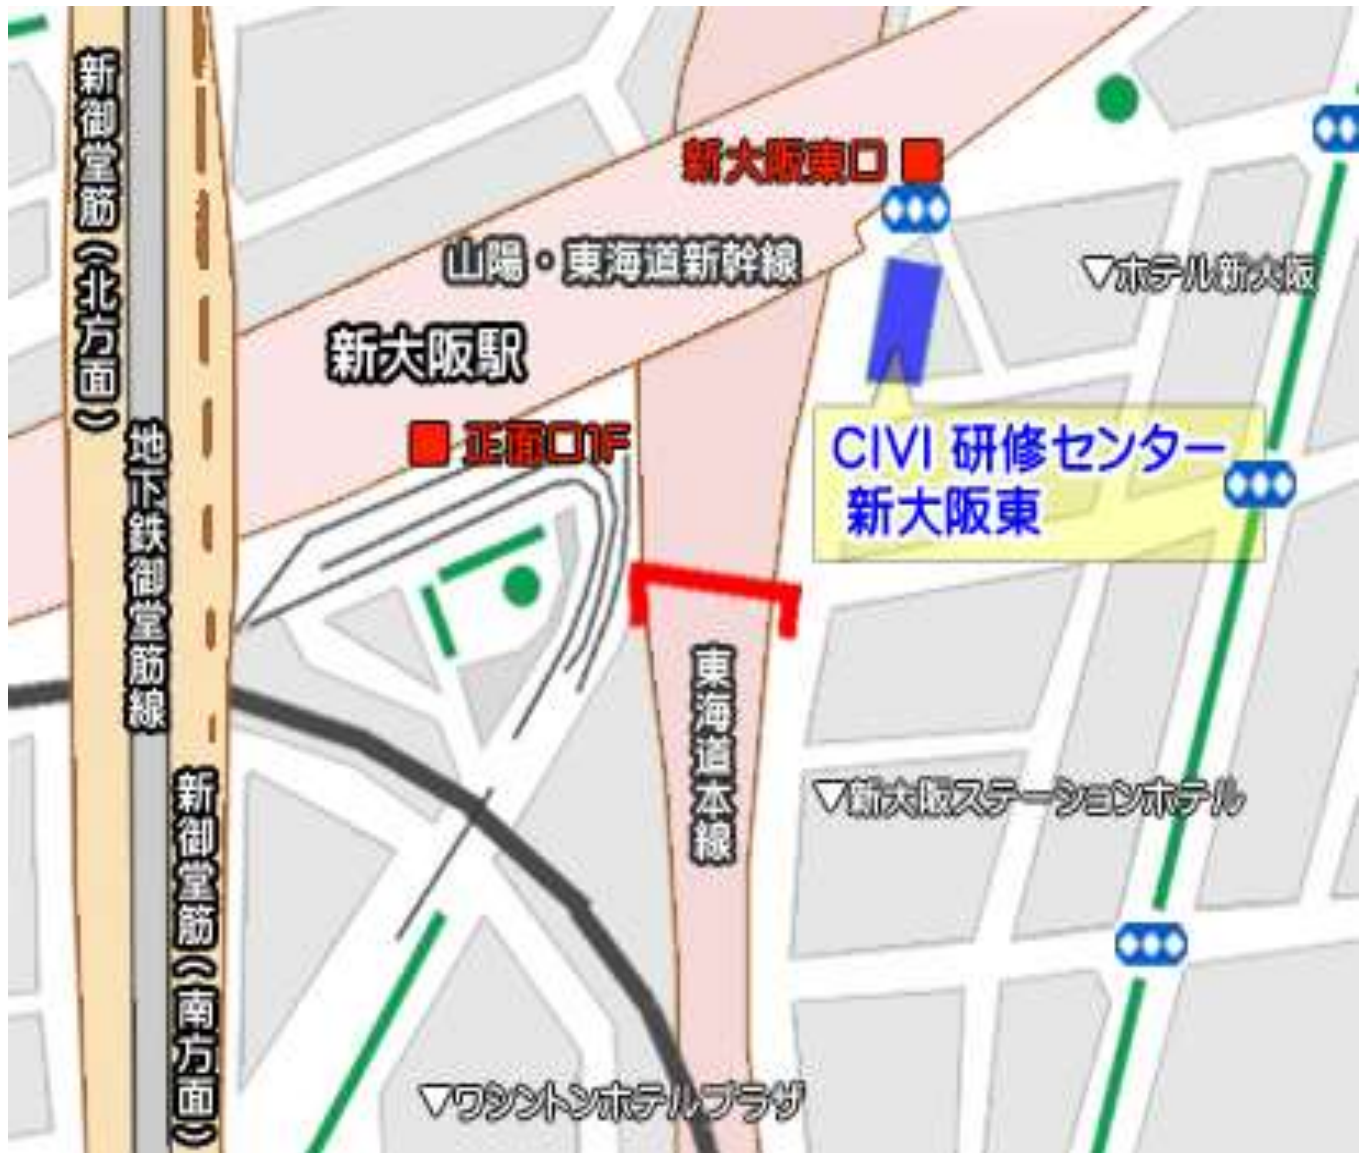 新御堂筋(北方面)
新大阪東口
山陽・東海道新幹線
▽ホテル新大阪
新大阪駅
正面口1F
地下鉄御堂筋線
CIVI 研修センター
新大阪東
東海道本線
新御堂筋(南方面)
▽新大阪ステーションホテル
▽ワシントンホテルプラザ